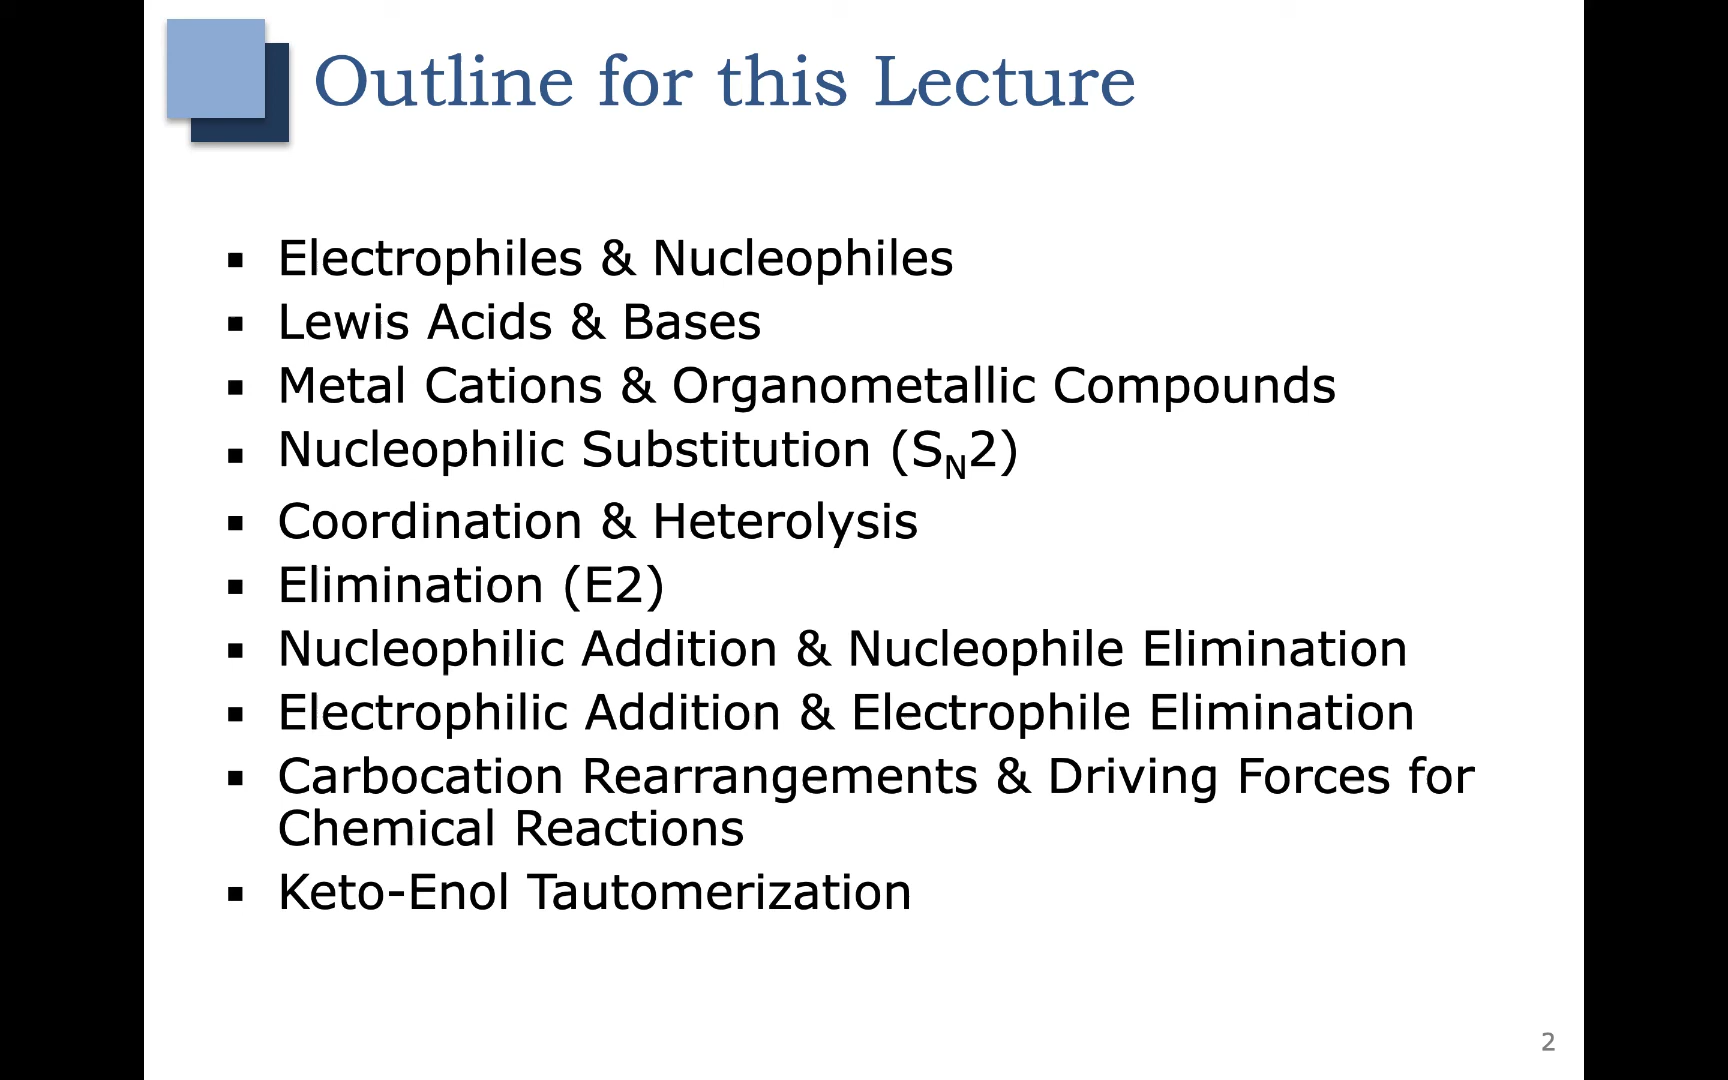 Outline for this Lecture
▪ Electrophiles & Nucleophiles
▪ Lewis Acids & Bases
▪ Metal Cations & Organometallic Compounds
▪ Nucleophilic Substitution (SN2)
▪ Coordination & Heterolysis
▪ Elimination (E2)
▪ Nucleophilic Addition & Nucleophile Elimination
▪ Electrophilic Addition & Electrophile Elimination
▪ Carbocation Rearrangements & Driving Forces for
Chemical Reactions
▪ Keto-Enol Tautomerization
2